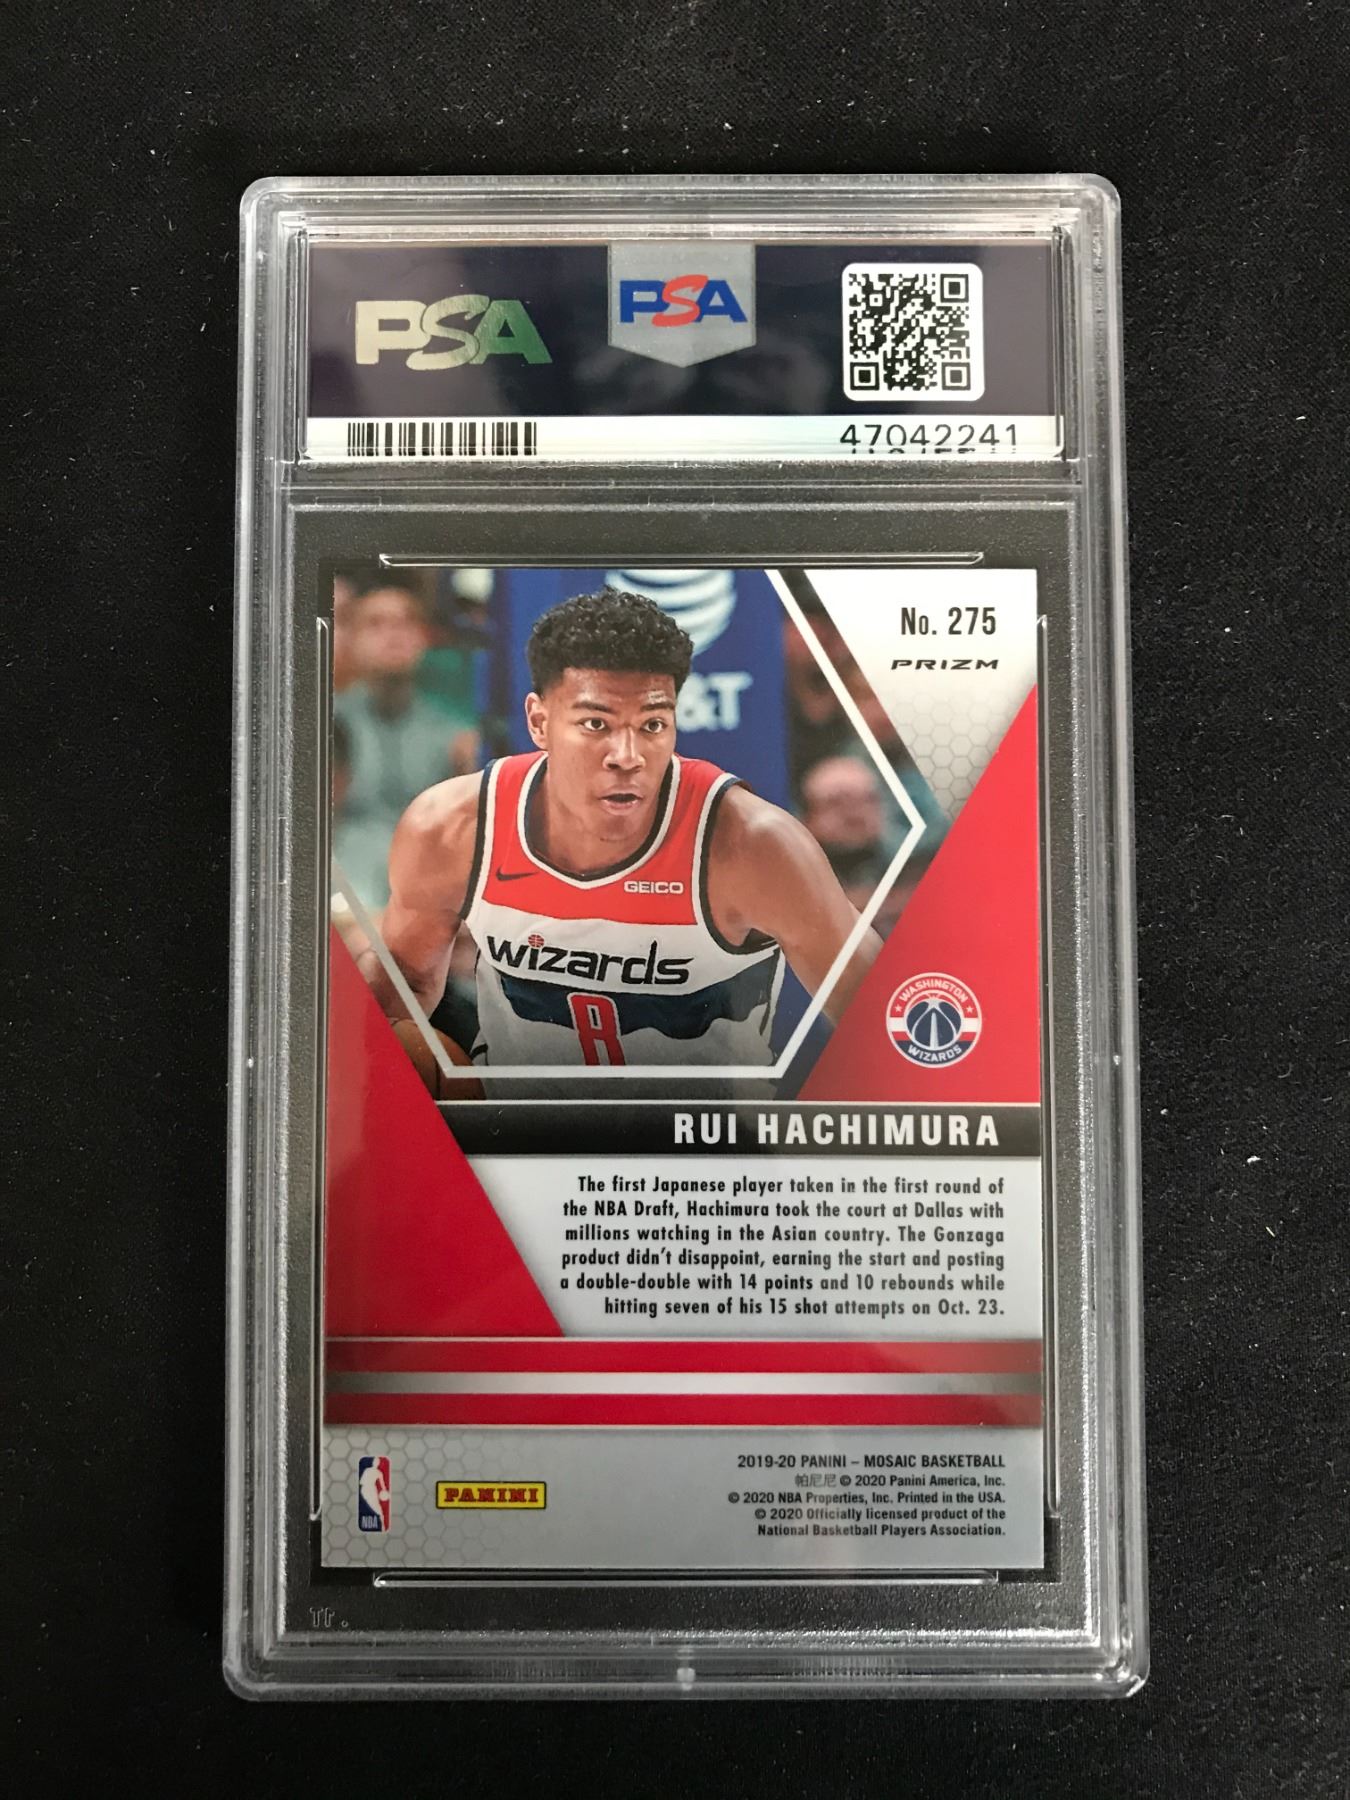 PSA
PSA
47042241
No. 275
PRIZM
AT&T
GEICO
wizards
8
WASHINGTON
WIZARDS
RUI HACHIMURA
The first Japanese player taken in the first round of
the NBA Draft, Hachimura took the court at Dallas with
millions watching in the Asian country. The Gonzaga
product didn't disappoint, earning the start and posting
a double-double with 14 points and 10 rebounds while
hitting seven of his 15 shot attempts on Oct. 23.
NBA
PANINI
2019-20 PANINI – MOSAIC BASKETBALL
帕尼尼 © 2020 Panini America, Inc.
© 2020 NBA Properties, Inc. Printed in the USA.
© 2020 Officially licensed product of the
National Basketball Players Association.